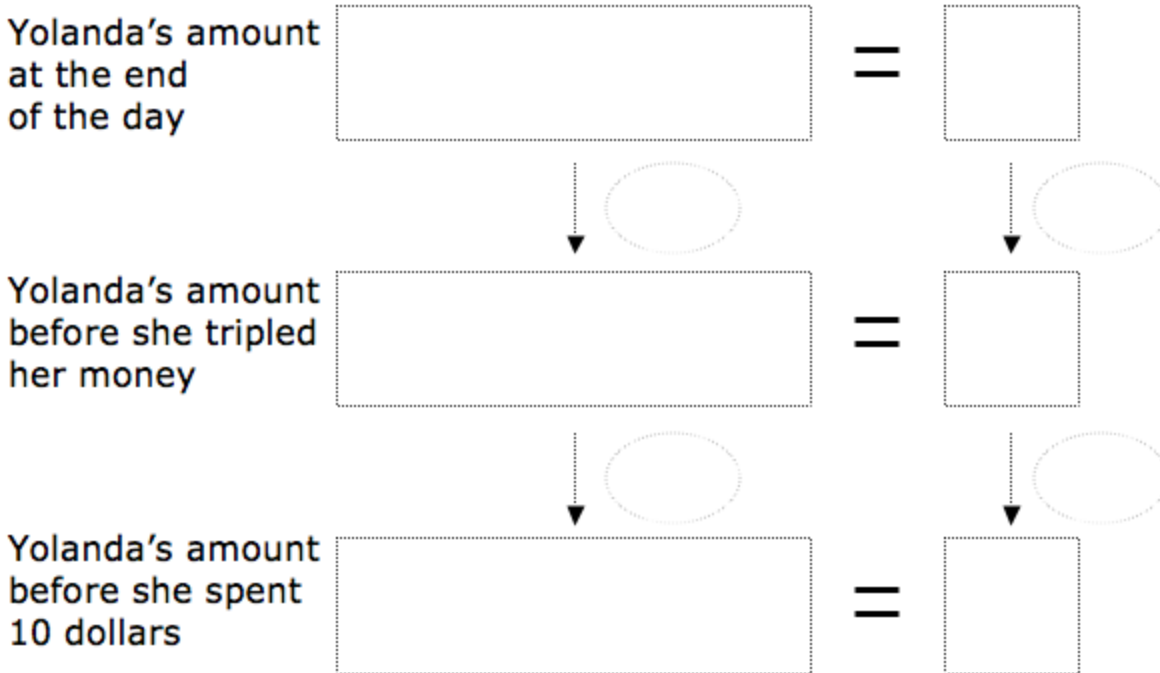 Yolanda’s amount
at the end
of the day
=
Yolanda’s amount
before she tripled
her money
=
Yolanda’s amount
before she spent
10 dollars
=